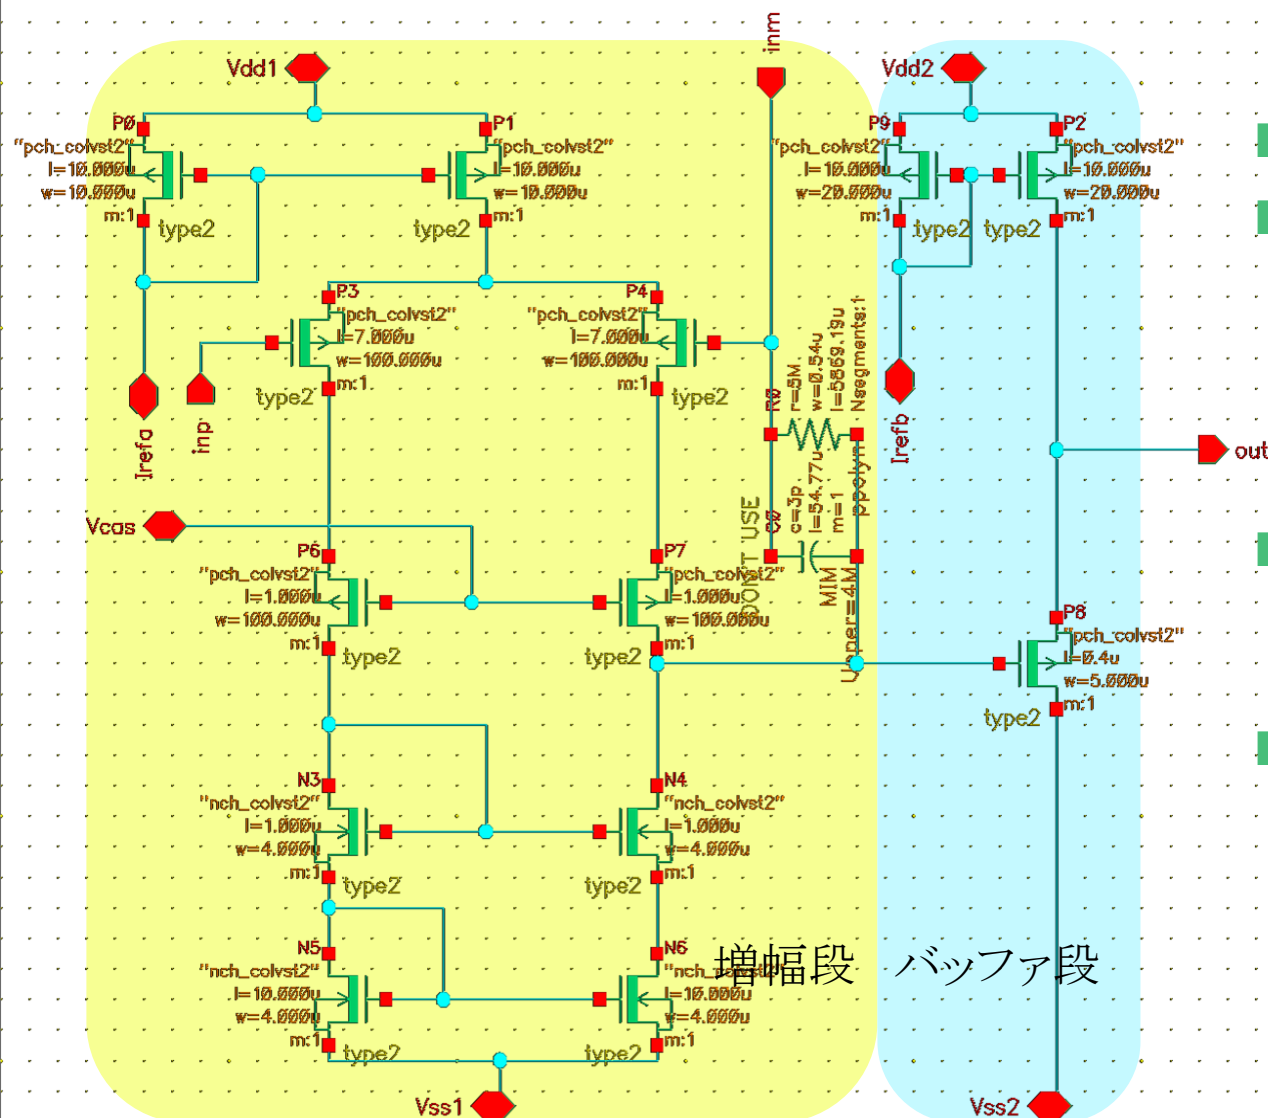 Vdd1
inm
Vdd2
P0
"pch_colvst2"
l=10.000u
w=10.000u
m:1
type2
P1
"pch_colvst2"
l=10.000u
w=10.000u
m:1
type2
P9
"pch_colvst2"
l=10.000u
w=20.000u
m:1
type2
P2
"pch_colvst2"
l=10.000u
w=20.000u
m:1
type2
P3
"pch_colvst2"
l=7.000u
w=100.000u
m:1
type2
P4
"pch_colvst2"
l=7.000u
w=100.000u
m:1
type2
Irefa
inp
R0
r=5M
w=0.54u
Nsegments:1
Irefb
out
Vcas
DON'T USE
C0
c=3p
l=54.77u
m=1
MIM
P6
"pch_colvst2"
l=1.000u
w=100.000u
m:1
type2
P7
"pch_colvst2"
l=1.000u
w=100.000u
m:1
type2
P8
"pch_colvst2"
l=0.4u
w=5.000u
m:1
type2
N3
"nch_colvst2"
l=1.000u
w=4.000u
m:1
type2
N4
"nch_colvst2"
l=1.000u
w=4.000u
m:1
type2
N5
"nch_colvst2"
l=10.000u
w=4.000u
m:1
type2
N6
"nch_colvst2"
l=10.000u
w=4.000u
m:1
type2
増幅段
バッファ段
Vss1
Vss2